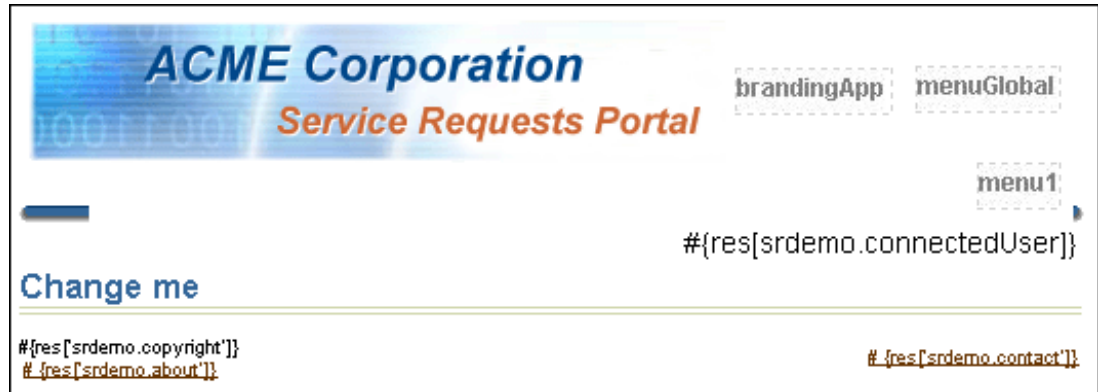 ACME Corporation
Service Requests Portal
brandingApp menuGlobal
menu1
#{res[srdemo.connectedUser]}
Change me
#{res['srdemo.copyright']}
# {res['srdemo.about']} # {res['srdemo.contact']}